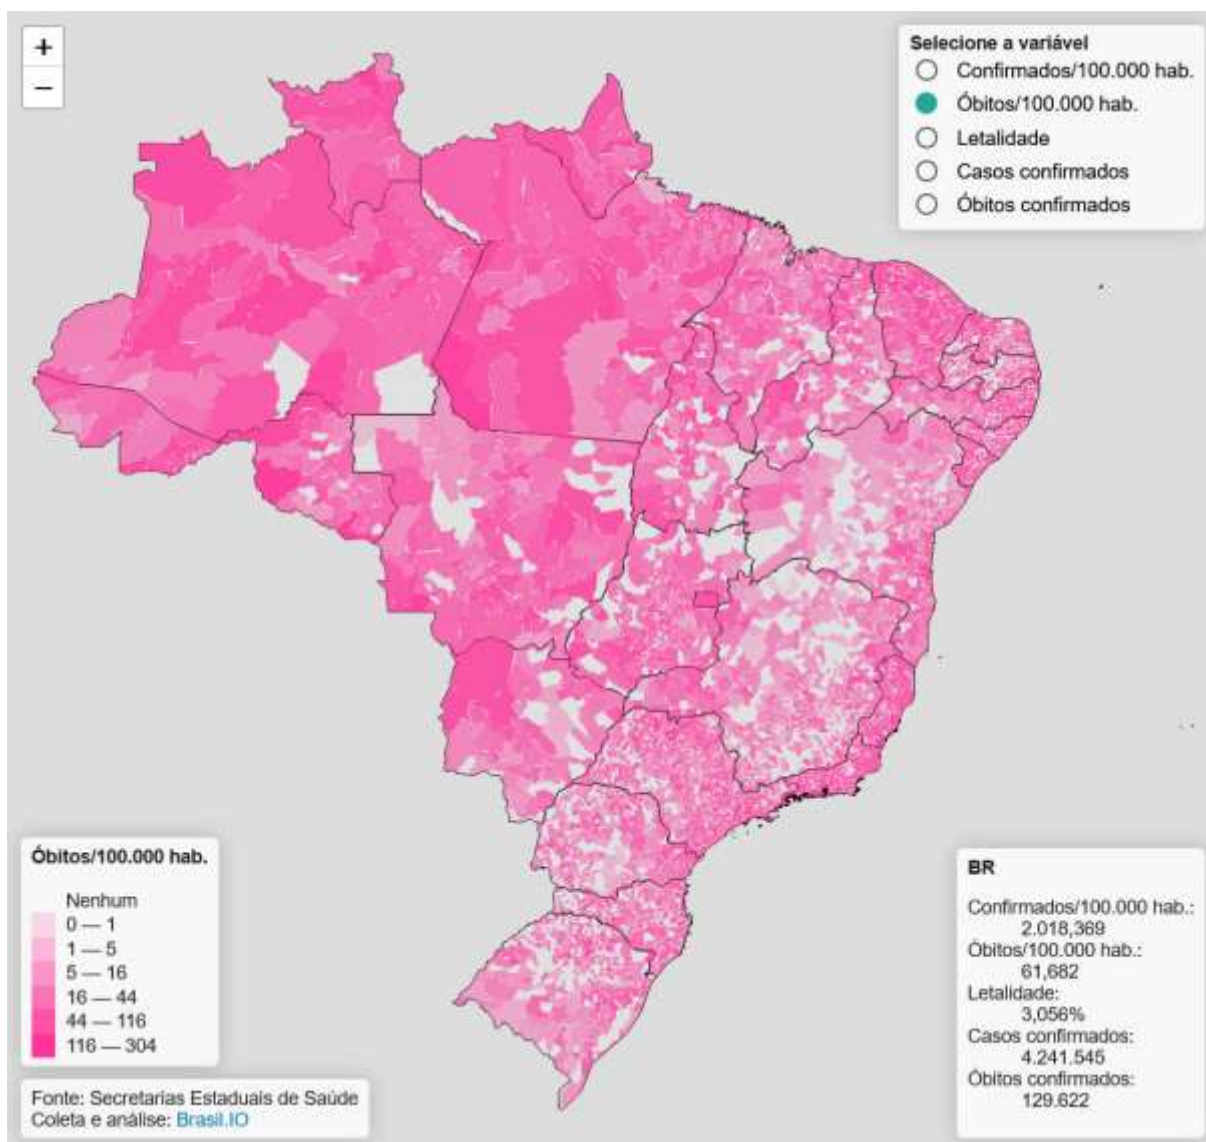 +
−
Selecione a variável
Confirmados/100.000 hab.
Óbitos/100.000 hab.
Letalidade
Casos confirmados
Óbitos confirmados
Óbitos/100.000 hab.
Nenhum
0 — 1
1 — 5
5 — 16
16 — 44
44 — 116
116 — 304
Fonte: Secretarias Estaduais de Saúde
Coleta e análise: Brasil.IO
BR
Confirmados/100.000 hab.:
2.018,369
Óbitos/100.000 hab.:
61,682
Letalidade:
3,056%
Casos confirmados:
4.241.545
Óbitos confirmados:
129.622